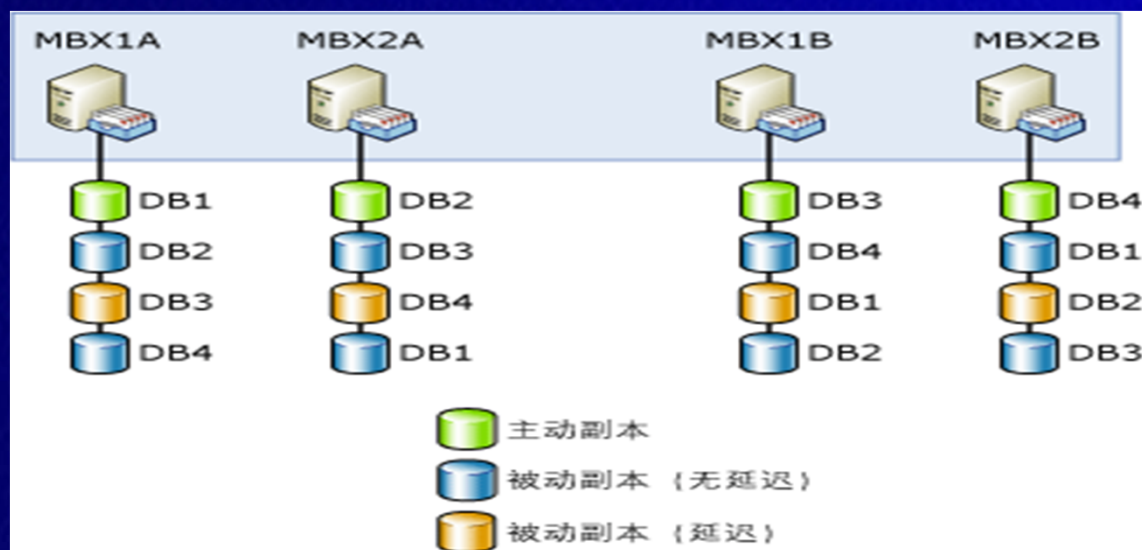 MBX1A MBX2A MBX1B MBX2B
DB1 DB2 DB3 DB4
DB2 DB3 DB4 DB1
DB3 DB4 DB1 DB2
DB4 DB1 DB2 DB3
主动副本
被动副本 (无延迟)
被动副本 (延迟)